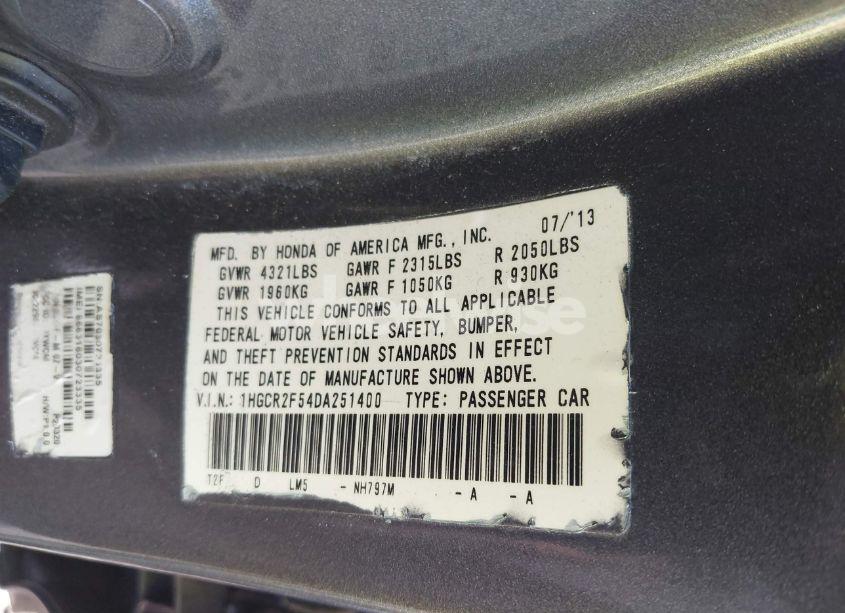 MFD. BY HONDA OF AMERICA MFG., INC. 07/'13
GVWR 4321LBS GAWR F 2315LBS R 2050LBS
GVWR 1960KG GAWR F 1050KG R 930KG
THIS VEHICLE CONFORMS TO ALL APPLICABLE
FEDERAL MOTOR VEHICLE SAFETY, BUMPER,
AND THEFT PREVENTION STANDARDS IN EFFECT
ON THE DATE OF MANUFACTURE SHOWN ABOVE.
V.I.N.: 1HGCR2F54DA251400 TYPE: PASSENGER CAR
T2F D LM5 - NH797M - A - A